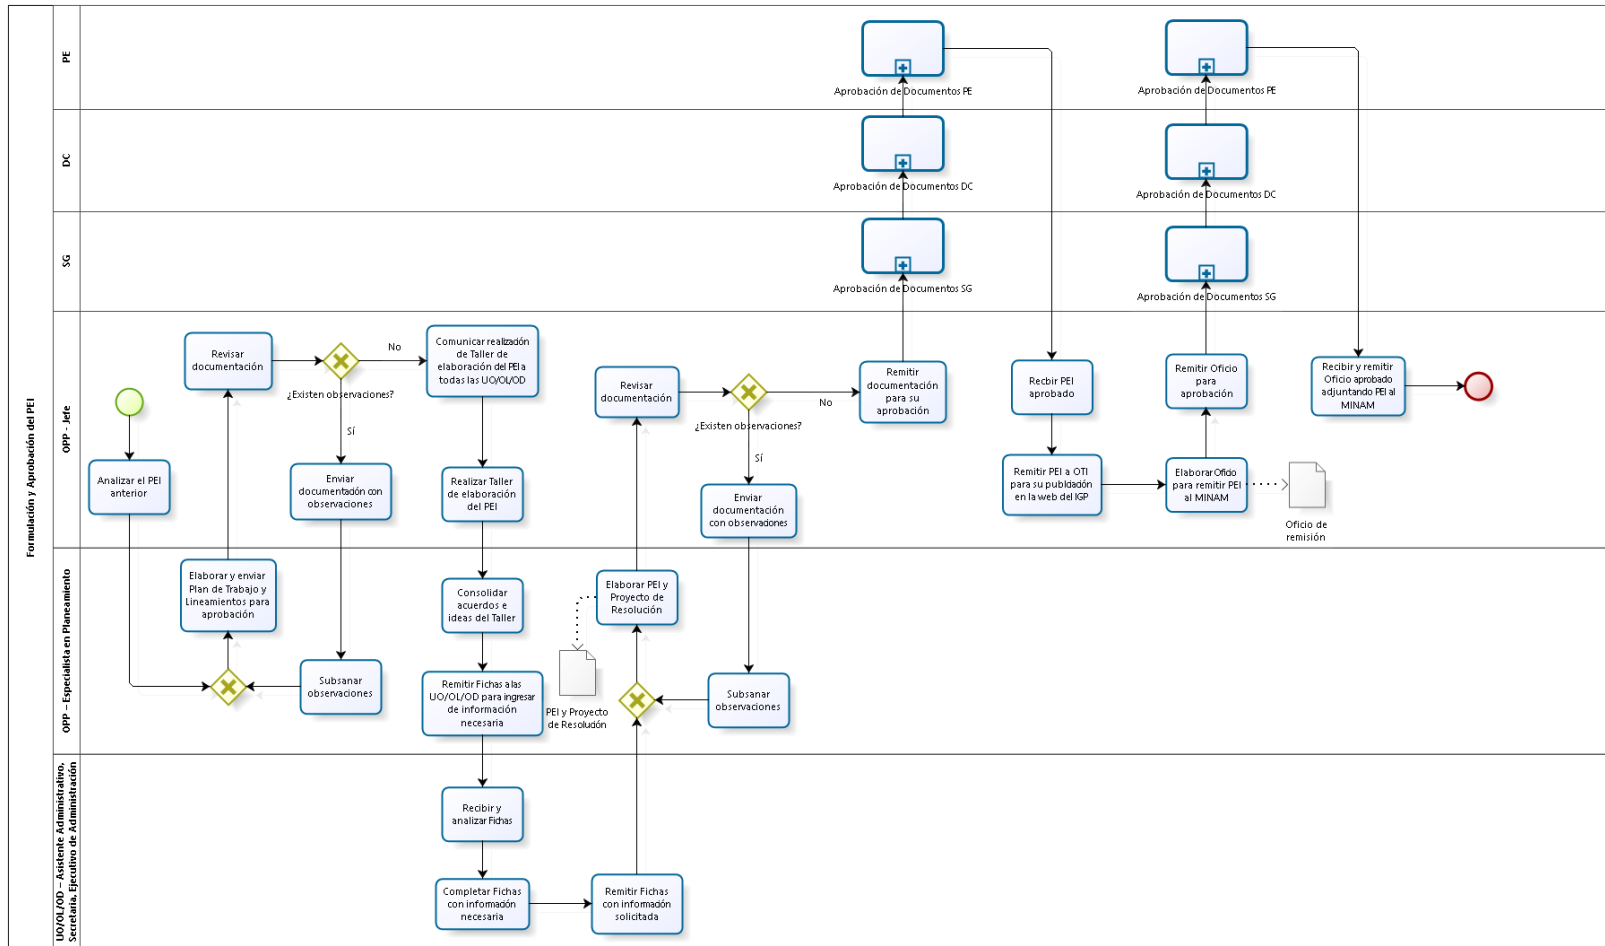 Formulación y Aprobación del PEI
PE
Aprobación de Documentos PE
Aprobación de Documentos PE
DC
Aprobación de Documentos DC
Aprobación de Documentos DC
SG
Aprobación de Documentos SG
Aprobación de Documentos SG
OPP - Jefe
Analizar el PEI
anterior
Revisar
documentación
¿Existen observaciones?
No
Sí
Enviar
documentación con
observaciones
Comunicar realización
de Taller de
elaboración del PEI a
todas las UO/OL/OD
Realizar Taller
de elaboración
del PEI
Revisar
documentación
¿Existen observaciones?
No
Sí
Enviar
documentación
con observaciones
Remitir
documentación
para su
aprobación
Recbir PEI
aprobado
Remitir PEI a OTI
para su publicación
en la web del IGP
Remitir Oficio
para
aprobación
Elaborar Oficio
para remitir PEI
al MINAM
Oficio de
remisión
Recibir y remitir
Oficio aprobado
adjuntando PEI al
MINAM
OPP – Especialista en Planeamiento
Elaborar y enviar
Plan de Trabajo y
Lineamientos para
aprobación
Subsanar
observaciones
Consolidar
acuerdos e
ideas del Taller
Remitir Fichas a las
UO/OL/OD para ingresar
de información
necesaria
Elaborar PEI y
Proyecto de
Resolución
PEI y Proyecto
de Resolución
Subsanar
observaciones
UO/OL/OD – Asistente Administrativo,
Secretaria, Ejecutivo de Administración
Recibir y
analizar Fichas
Completar Fichas
con información
necesaria
Remitir Fichas
con información
solicitada